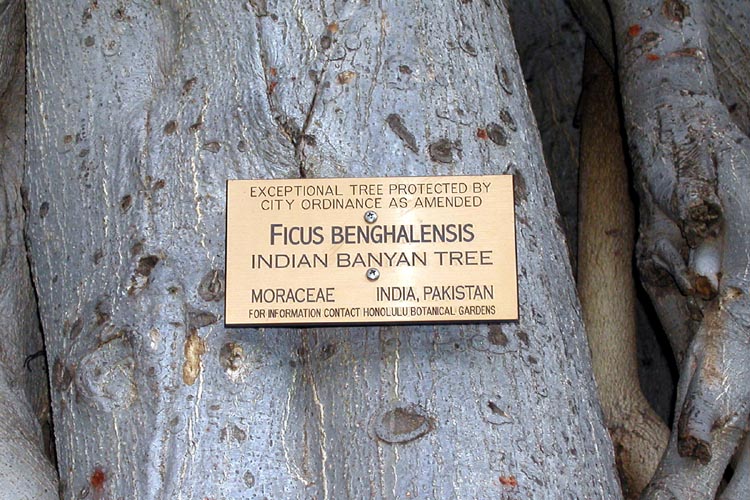 EXCEPTIONAL TREE PROTECTED BY
CITY ORDINANCE AS AMENDED
FICUS BENGHALENSIS
INDIAN BANYAN TREE
MORACEAE INDIA, PAKISTAN
FOR INFORMATION CONTACT HONOLULU BOTANICAL GARDENS